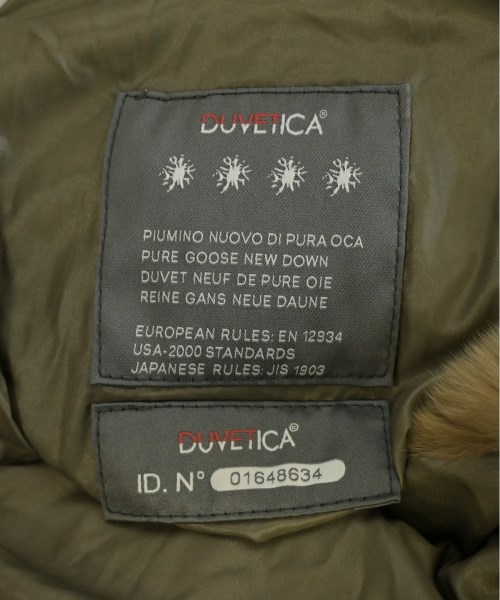 DUVETICA®
PIUMINO NUOVO DI PURA OCA
PURE GOOSE NEW DOWN
DUVET NEUF DE PURE OIE
REINE GANS NEUE DAUNE
EUROPEAN RULES: EN 12934
USA-2000 STANDARDS
JAPANESE RULES: JIS 1903
DUVETICA®
ID. N° 01648634